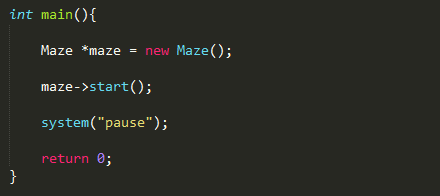 int main(){
Maze *maze = new Maze();
maze->start();
system("pause");
return 0;
}